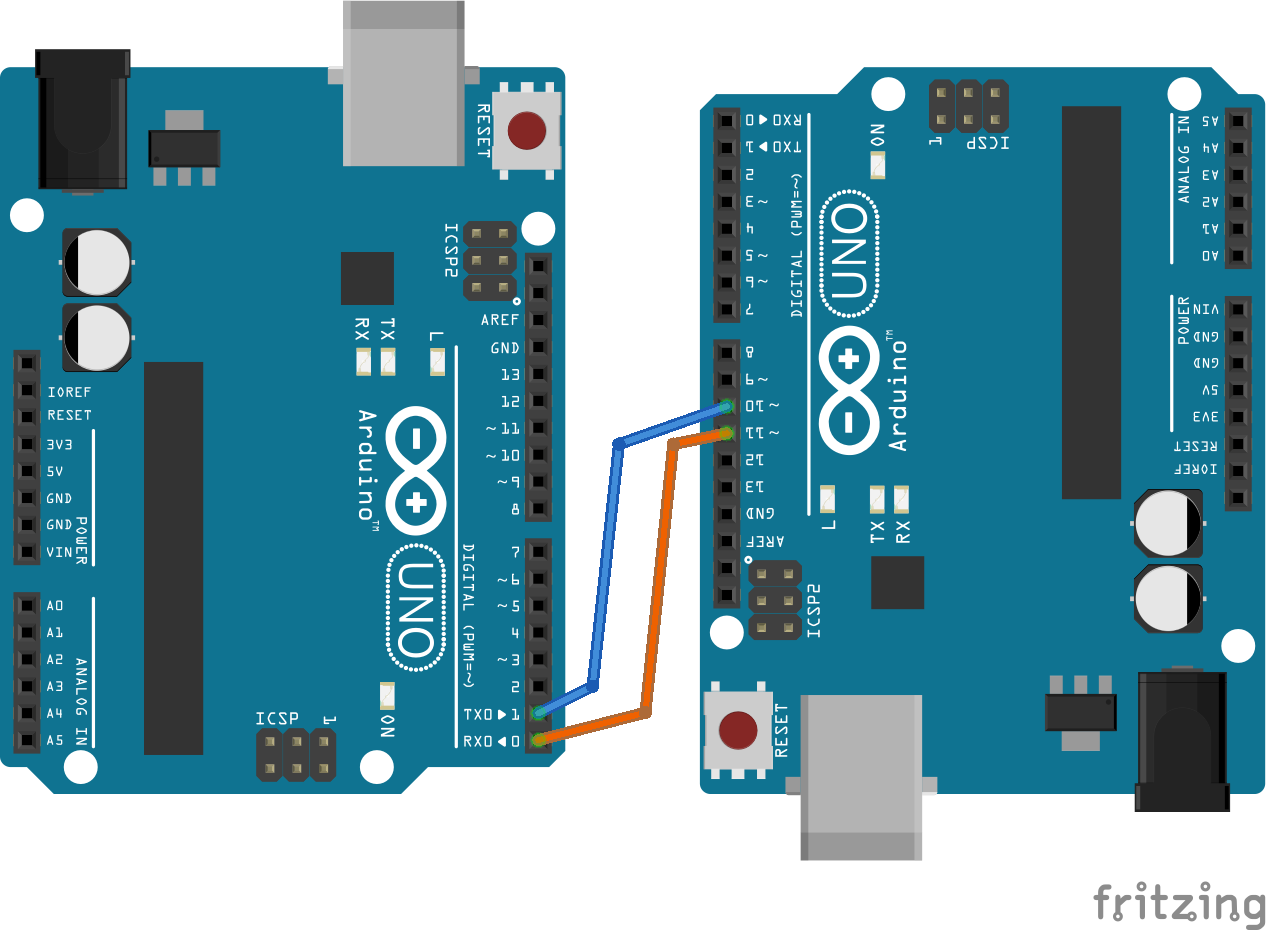 RESET
ICSP2
AREF
GND
13
12
~11
~10
~9
8
7
~6
~5
4
~3
2
TX0▶1
RX0◀0
RX
TX
L
Arduino™
UNO
DIGITAL (PWM=~)
ON
ICSP
1
IOREF
RESET
3V3
5V
GND
GND
VIN
POWER
A0
A1
A2
A3
A4
A5
ANALOG IN
RX0▶0
TX0◀1
2
~3
4
~5
~6
7
8
~9
~10
~11
12
13
GND
AREF
DIGITAL (PWM=~)
ON
UNO
Arduino™
L
TX
RX
ICSP2
RESET
1
ICSP
A5
A4
A3
A2
A1
A0
ANALOG IN
VIN
GND
GND
5V
3V3
RESET
IOREF
POWER
fritzing